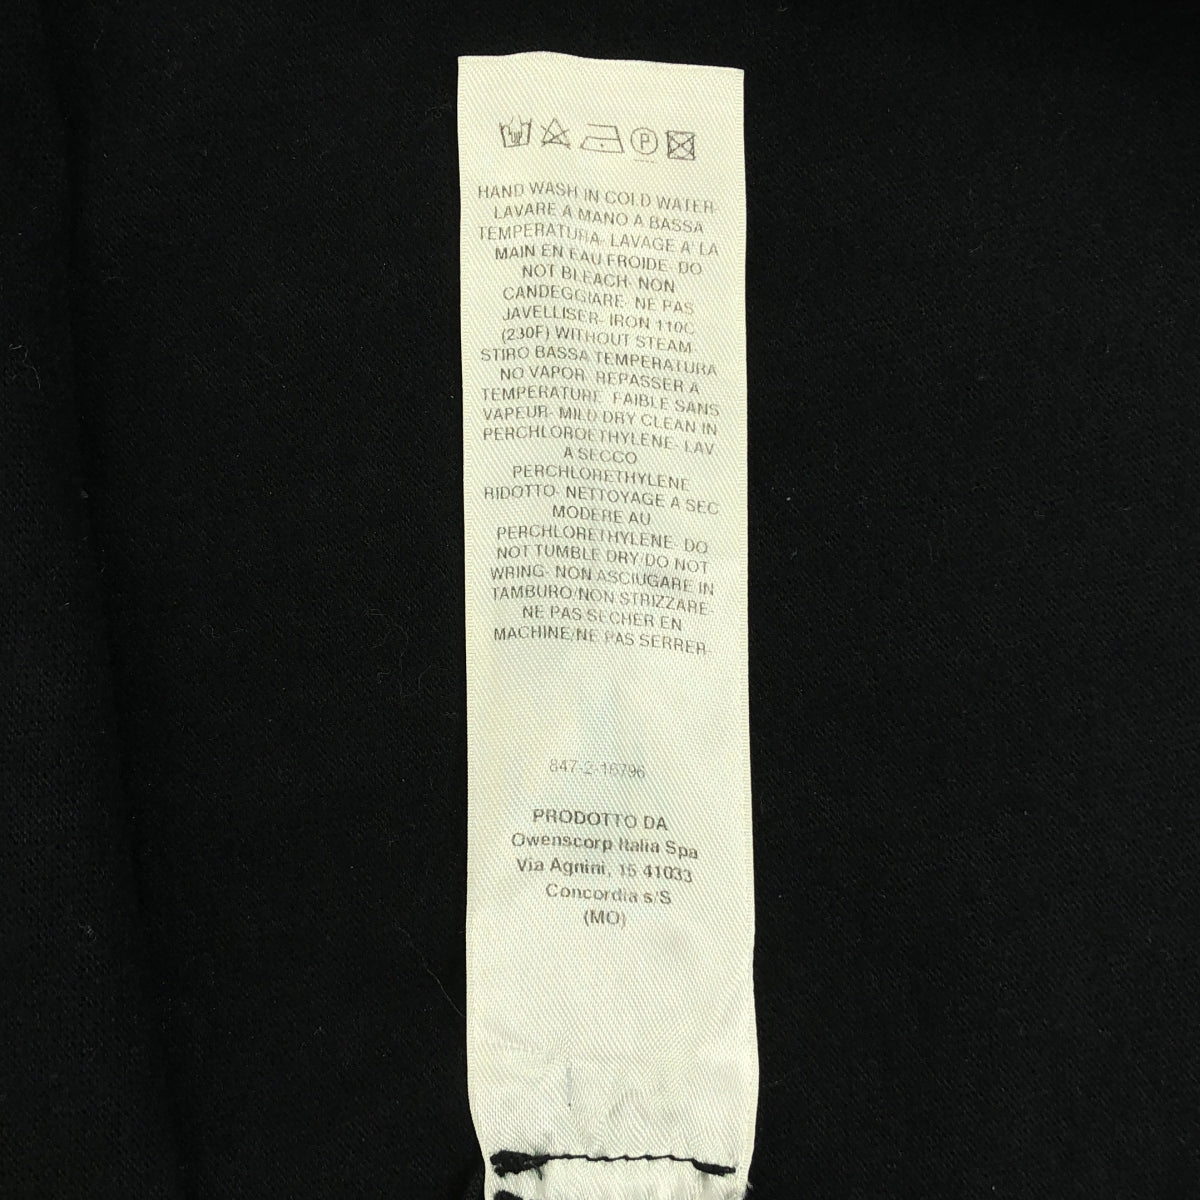 P
HAND WASH IN COLD WATER-
LAVARE A MANO A BASSA
TEMPERATURA- LAVAGE A' LA
MAIN EN EAU FROIDE- DO
NOT BLEACH- NON
CANDEGGIARE- NE PAS
JAVELLISER- IRON 110C
(230F) WITHOUT STEAM
STIRO BASSA TEMPERATURA
NO VAPOR- REPASSER A
TEMPERATURE FAIBLE SANS
VAPEUR- MILD DRY CLEAN IN
PERCHLOROETHYLENE- LAV.
A SECCO
PERCHLORETHYLENE
RIDOTTO- NETTOYAGE A SEC
MODERE AU
PERCHLORETHYLENE- DO
NOT TUMBLE DRY/DO NOT
WRING- NON ASCIUGARE IN
TAMBURO/NON STRIZZARE-
NE PAS SECHER EN
MACHINE/NE PAS SERRER-
847-2-16796
PRODOTTO DA
Owenscorp Italia Spa
Via Agnini, 15 41033
Concordia s/S
(MO)